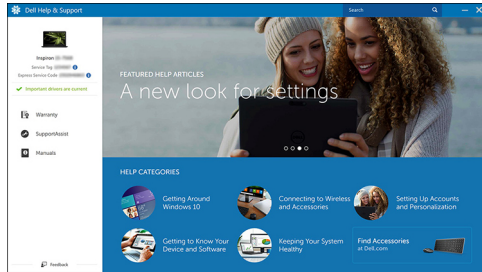 Dell Help & Support
Search
Inspiron
Service Tag
Express Service Code
Important drivers are current
Warranty
SupportAssist
Manuals
Feedback
FEATURED HELP ARTICLES
A new look for settings
HELP CATEGORIES
Getting Around
Windows 10
Connecting to Wireless
and Accessories
Setting Up Accounts
and Personalization
Getting to Know Your
Device and Software
Keeping Your System
Healthy
Find Accessories
at Dell.com